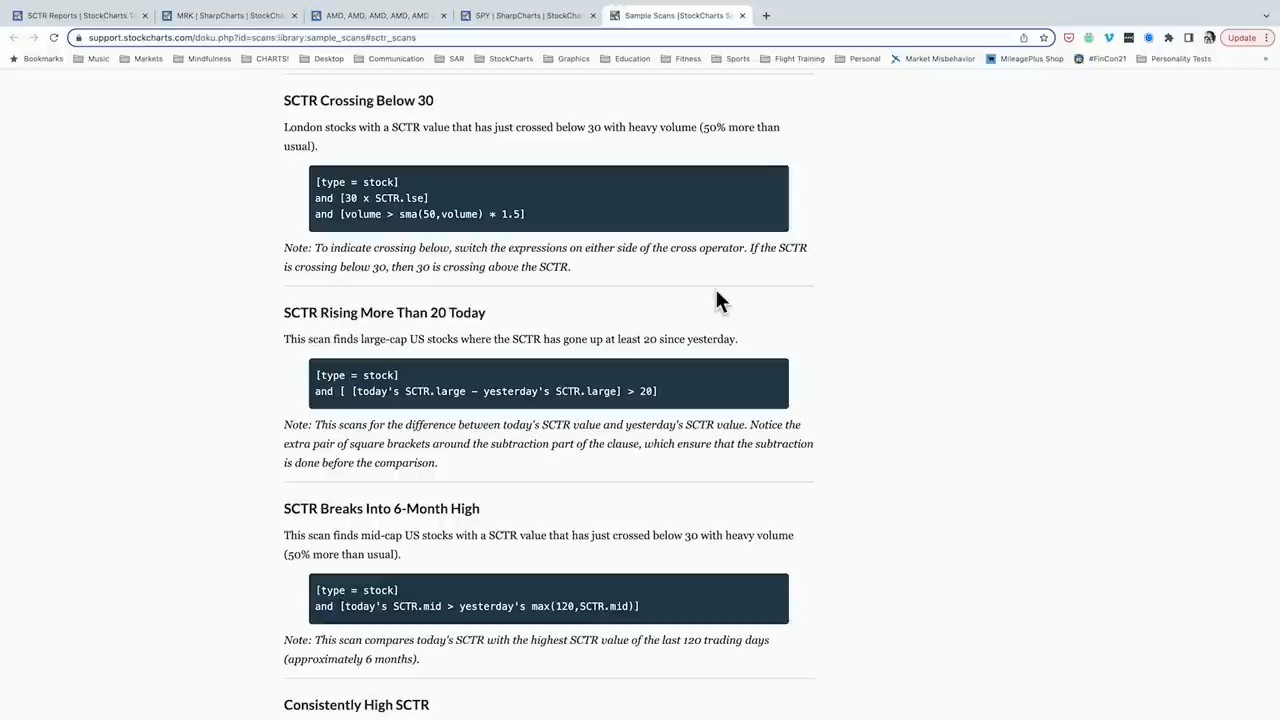 SCTR Reports | StockCharts T
MRK | SharpCharts | StockCha
AMD, AMD, AMD, AMD, AMD
SPY | SharpCharts | StockCha
Sample Scans [StockCharts S
support.stockcharts.com/doku.php?id=scans:library:sample_scans#sctr_scans
Update
Bookmarks
Music
Markets
Mindfulness
CHARTS!
Desktop
Communication
SAR
StockCharts
Graphics
Education
Fitness
Sports
Flight Training
Personal
Market Misbehavior
MileagePlus Shop
#FinCon21
Personality Tests
»
SCTR Crossing Below 30
London stocks with a SCTR value that has just crossed below 30 with heavy volume (50% more than
usual).
[type = stock]
and [30 x SCTR.lse]
and [volume > sma(50,volume) * 1.5]
Note: To indicate crossing below, switch the expressions on either side of the cross operator. If the SCTR
is crossing below 30, then 30 is crossing above the SCTR.
SCTR Rising More Than 20 Today
This scan finds large-cap US stocks where the SCTR has gone up at least 20 since yesterday.
[type = stock]
and [ [today's SCTR.large - yesterday's SCTR.large] > 20]
Note: This scans for the difference between today's SCTR value and yesterday's SCTR value. Notice the
extra pair of square brackets around the subtraction part of the clause, which ensure that the subtraction
is done before the comparison.
SCTR Breaks Into 6-Month High
This scan finds mid-cap US stocks with a SCTR value that has just crossed below 30 with heavy volume
(50% more than usual).
[type = stock]
and [today's SCTR.mid > yesterday's max(120,SCTR.mid)]
Note: This scan compares today's SCTR with the highest SCTR value of the last 120 trading days
(approximately 6 months).
Consistently High SCTR